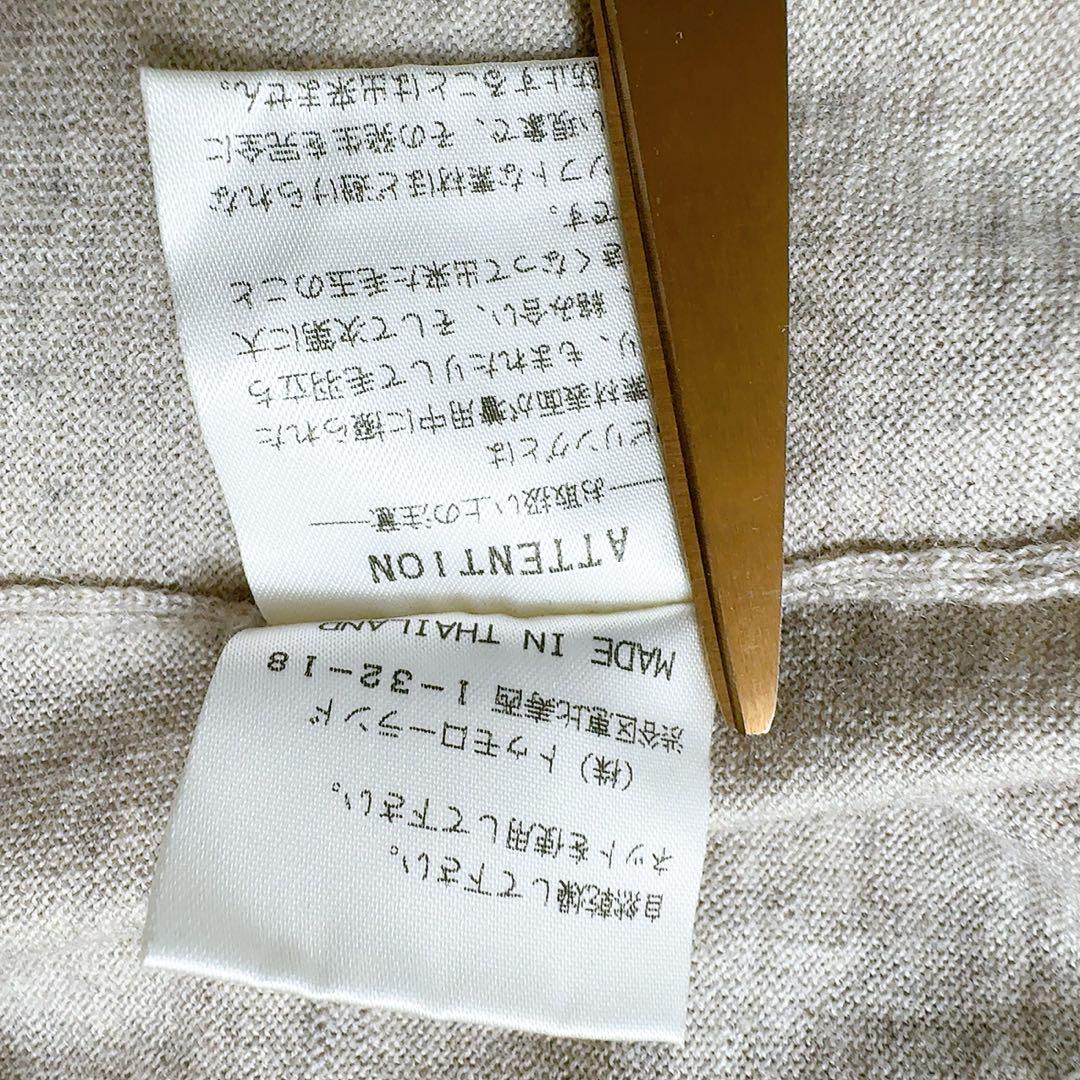 自然乾燥して下さい。
ネットを使用して下さい。
(株) トゥモローランド
渋谷区恵比寿西 1-32-18
MADE IN THAILAND
ATTENTION
お取扱い上の注意
ピリングとは
素材表面が着用中に擦られた
り、もまれたりして毛羽立ち
、絡み合い、そして次第に大
きくなって出来た毛玉のこと
です。
ソフトな素材ほど避けられな
い現象で、その発生を完全に
防止することは出来ません。